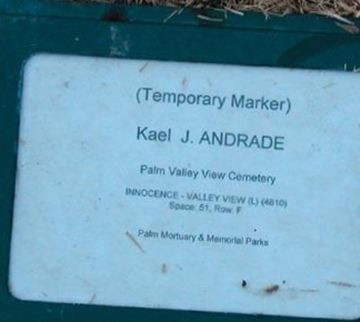 (Temporary Marker)
Kael J. ANDRADE
Palm Valley View Cemetery
INNOCENCE - VALLEY VIEW (L) (4810)
Space: 51, Row: F
Palm Mortuary & Memorial Parks